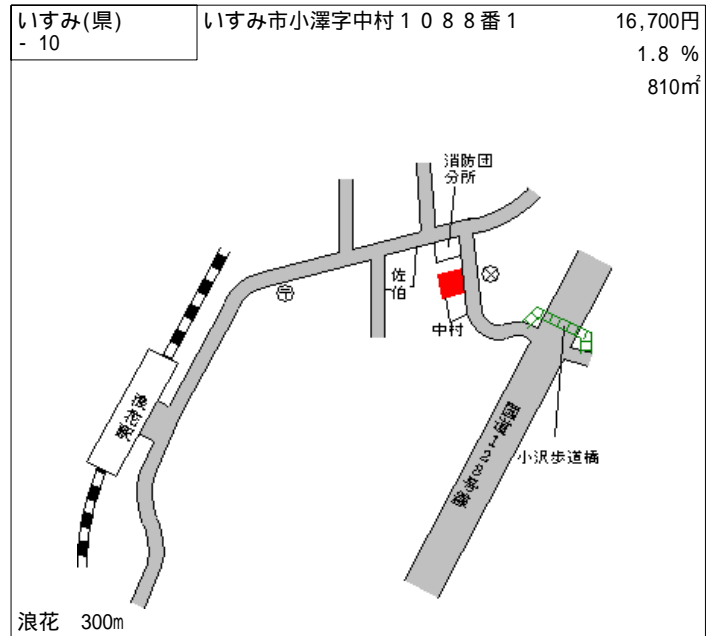 いすみ(県)
- 10
いすみ市小澤字中村１０８８番１
16,700円
1.8 %
810㎡
消防団
分所
佐
伯
中村
浪花駅
国道１２８号線
小沢歩道橋
浪花　300m